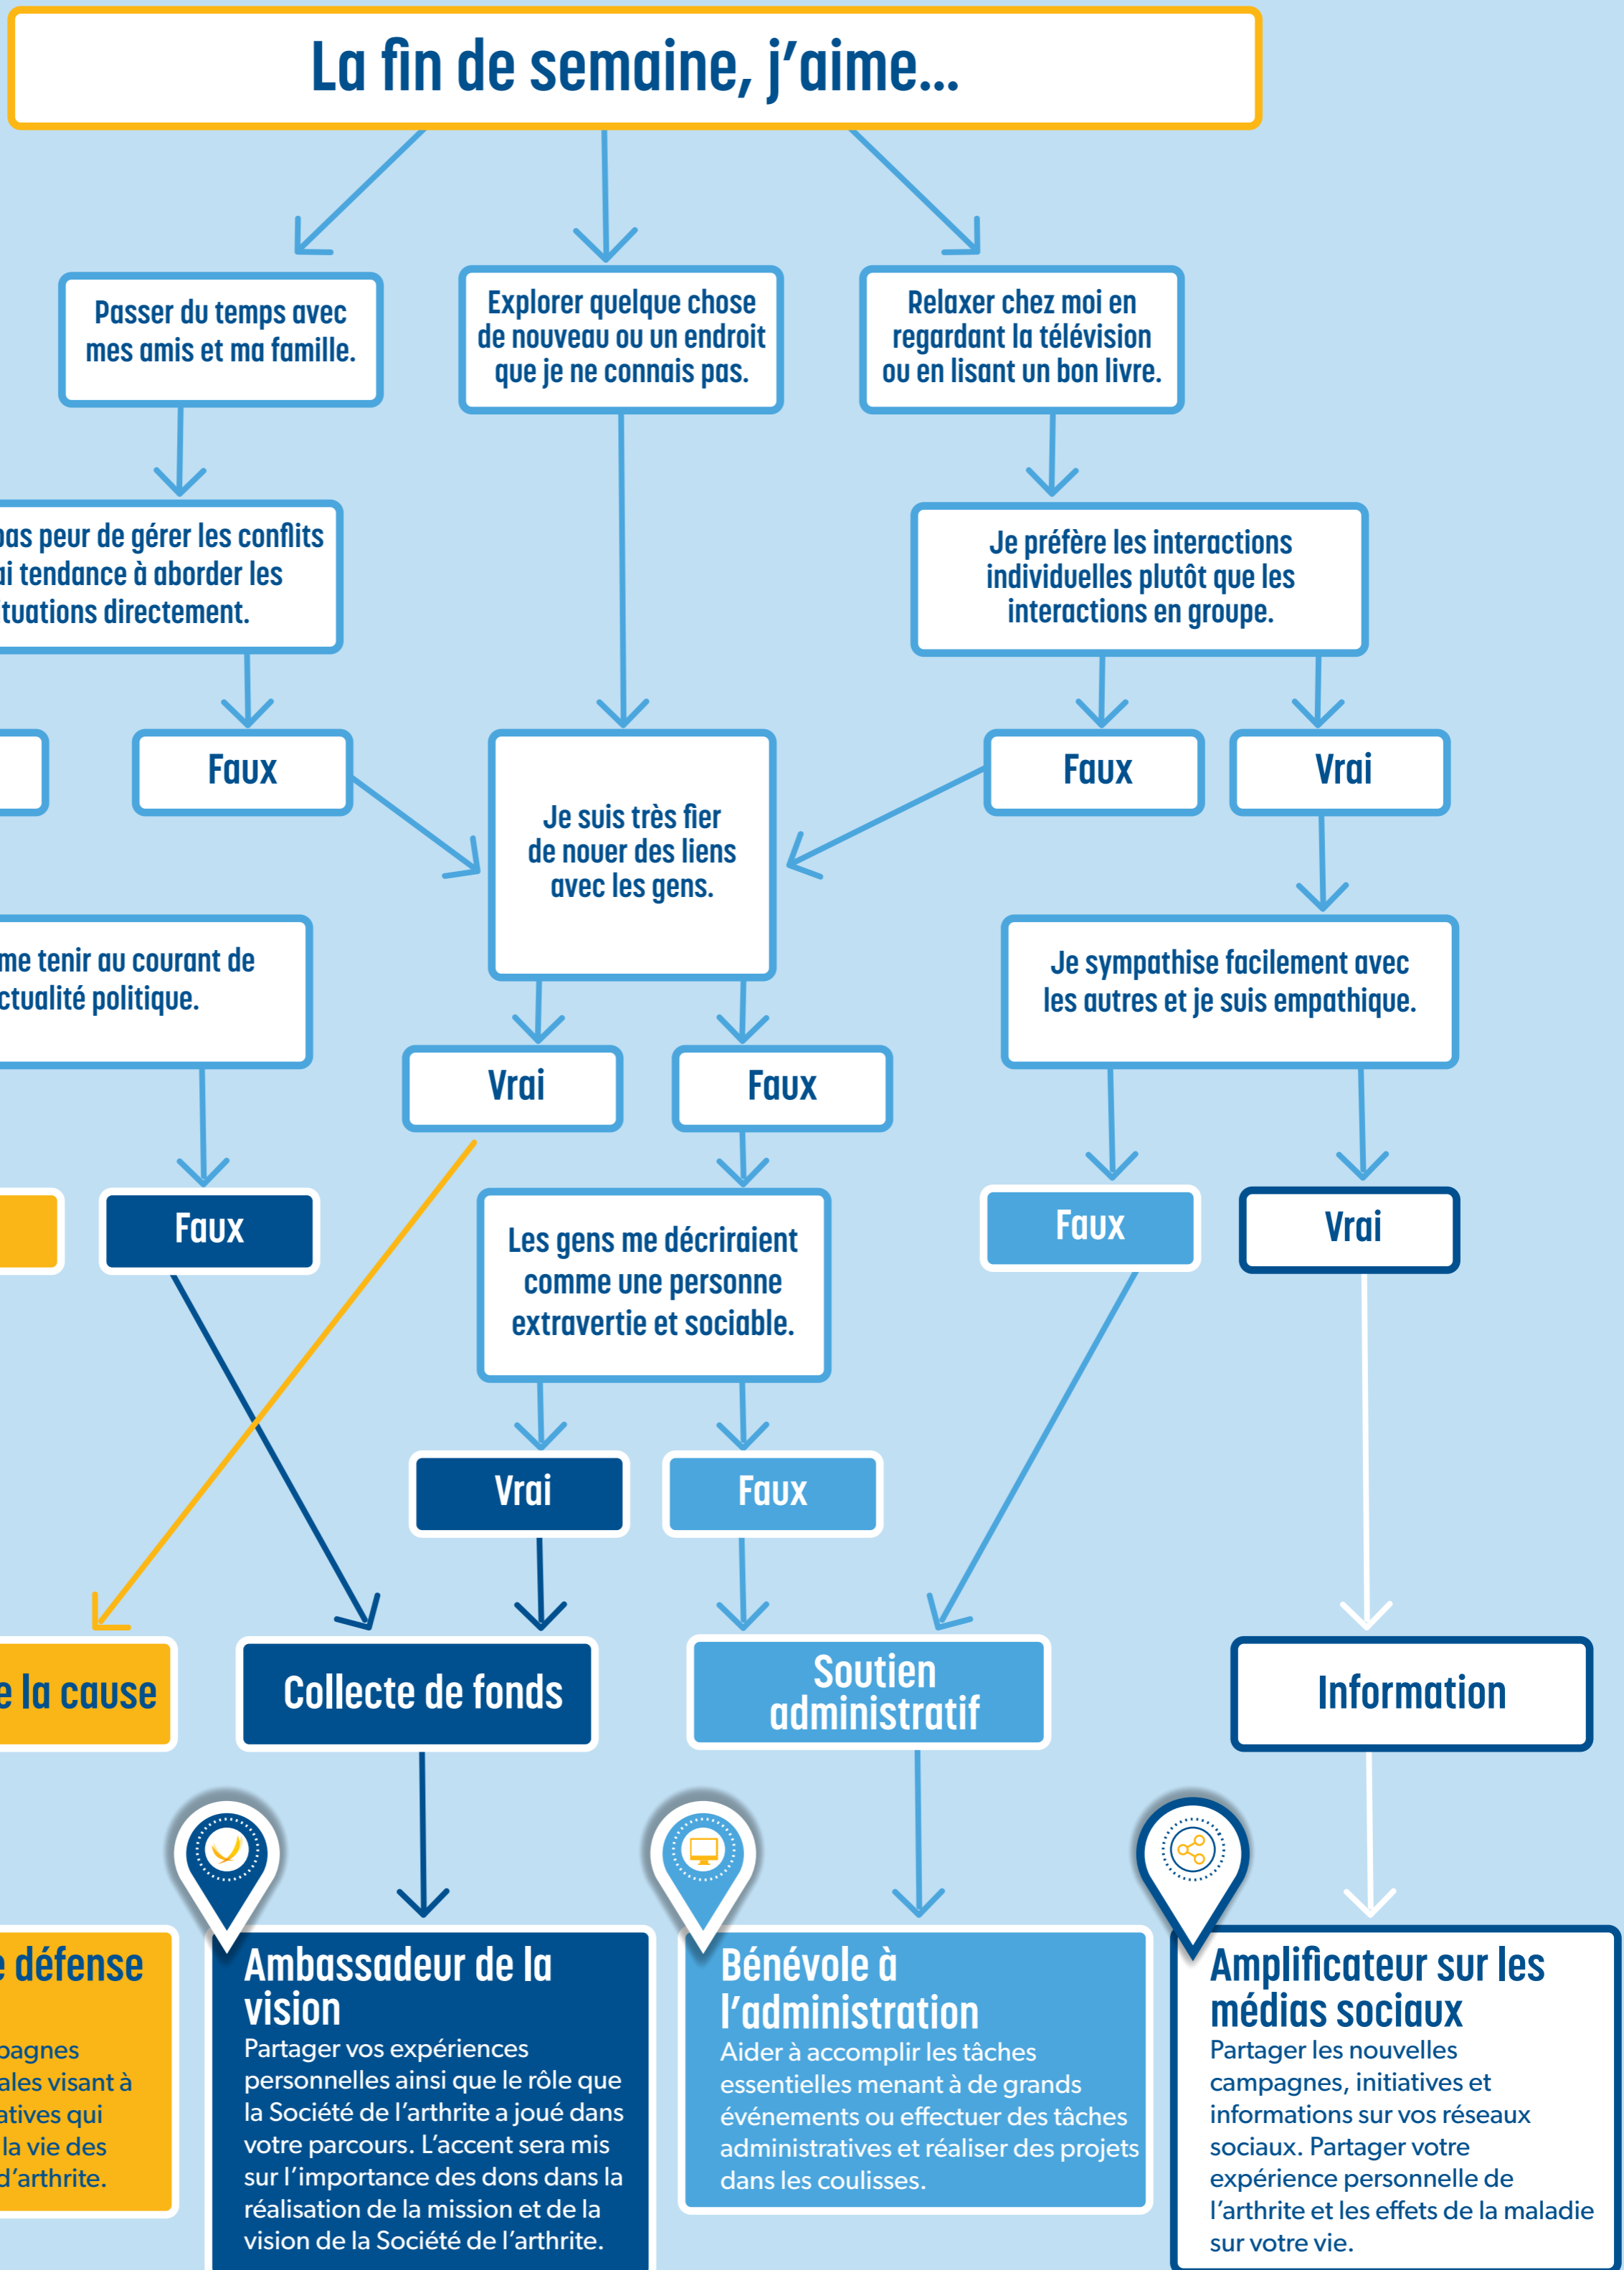 La fin de semaine, j'aime...
Passer du temps avec
mes amis et ma famille.
Explorer quelque chose
de nouveau ou un endroit
que je ne connais pas.
Relaxer chez moi en
regardant la télévision
ou en lisant un bon livre.
pas peur de gérer les conflits
tendance à aborder les
directement.
Je préfère les interactions
individuelles plutôt que les
interactions en groupe.
Faux
Je suis très fier
de nouer des liens
avec les gens.
Faux
Vrai
me tenir au courant de
politique.
Je sympathise facilement avec
les autres et je suis empathique.
Vrai
Faux
Faux
Les gens me décriraient
comme une personne
extravertie et sociable.
Faux
Vrai
Vrai
Faux
la cause
Collecte de fonds
Soutien
administratif
Information
défense
visant à
qui
la vie des
d'arthrite.
Ambassadeur de la
vision
Partager vos expériences
personnelles ainsi que le rôle que
la Société de l'arthrite a joué dans
votre parcours. L'accent sera mis
sur l'importance des dons dans la
réalisation de la mission et de la
vision de la Société de l'arthrite.
Bénévole à
l'administration
Aider à accomplir les tâches
essentielles menant à de grands
événements ou effectuer des tâches
administratives et réaliser des projets
dans les coulisses.
Amplificateur sur les
médias sociaux
Partager les nouvelles
campagnes, initiatives et
informations sur vos réseaux
sociaux. Partager votre
expérience personnelle de
l'arthrite et les effets de la maladie
sur votre vie.